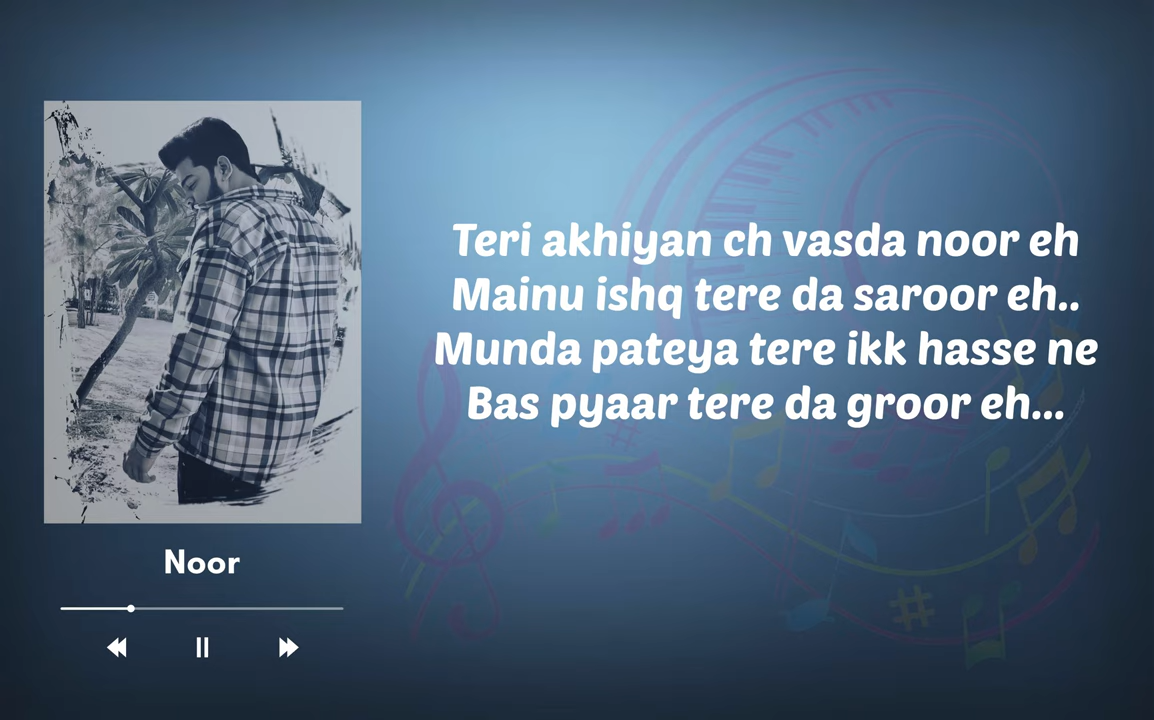 Teri akhiyan ch vasda noor eh
Mainu ishq tere da saroor eh..
Munda pateya tere ikk hasse ne
Bas pyaar tere da groor eh...
Noor